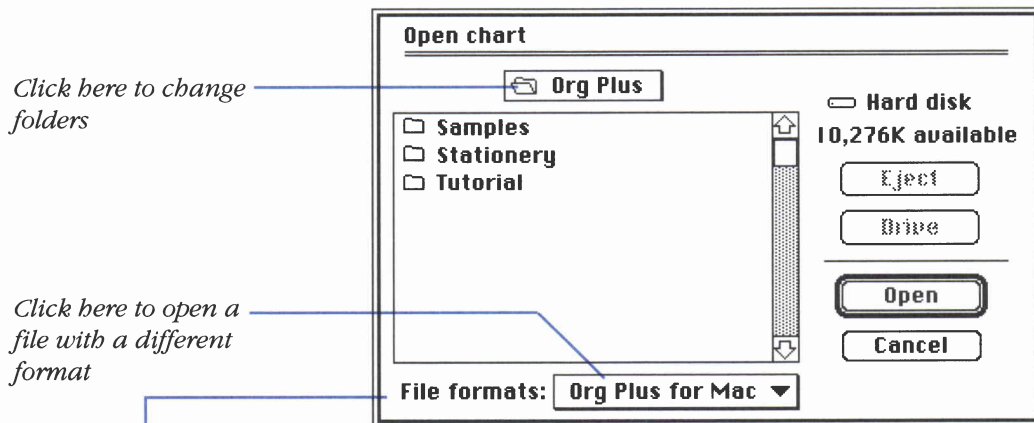 Open chart
Click here to change
folders
Org Plus
Samples
Stationery
Tutorial
Hard disk
10,276K available
Eject
Drive
Open
Cancel
Click here to open a
file with a different
format
File formats: Org Plus for Mac